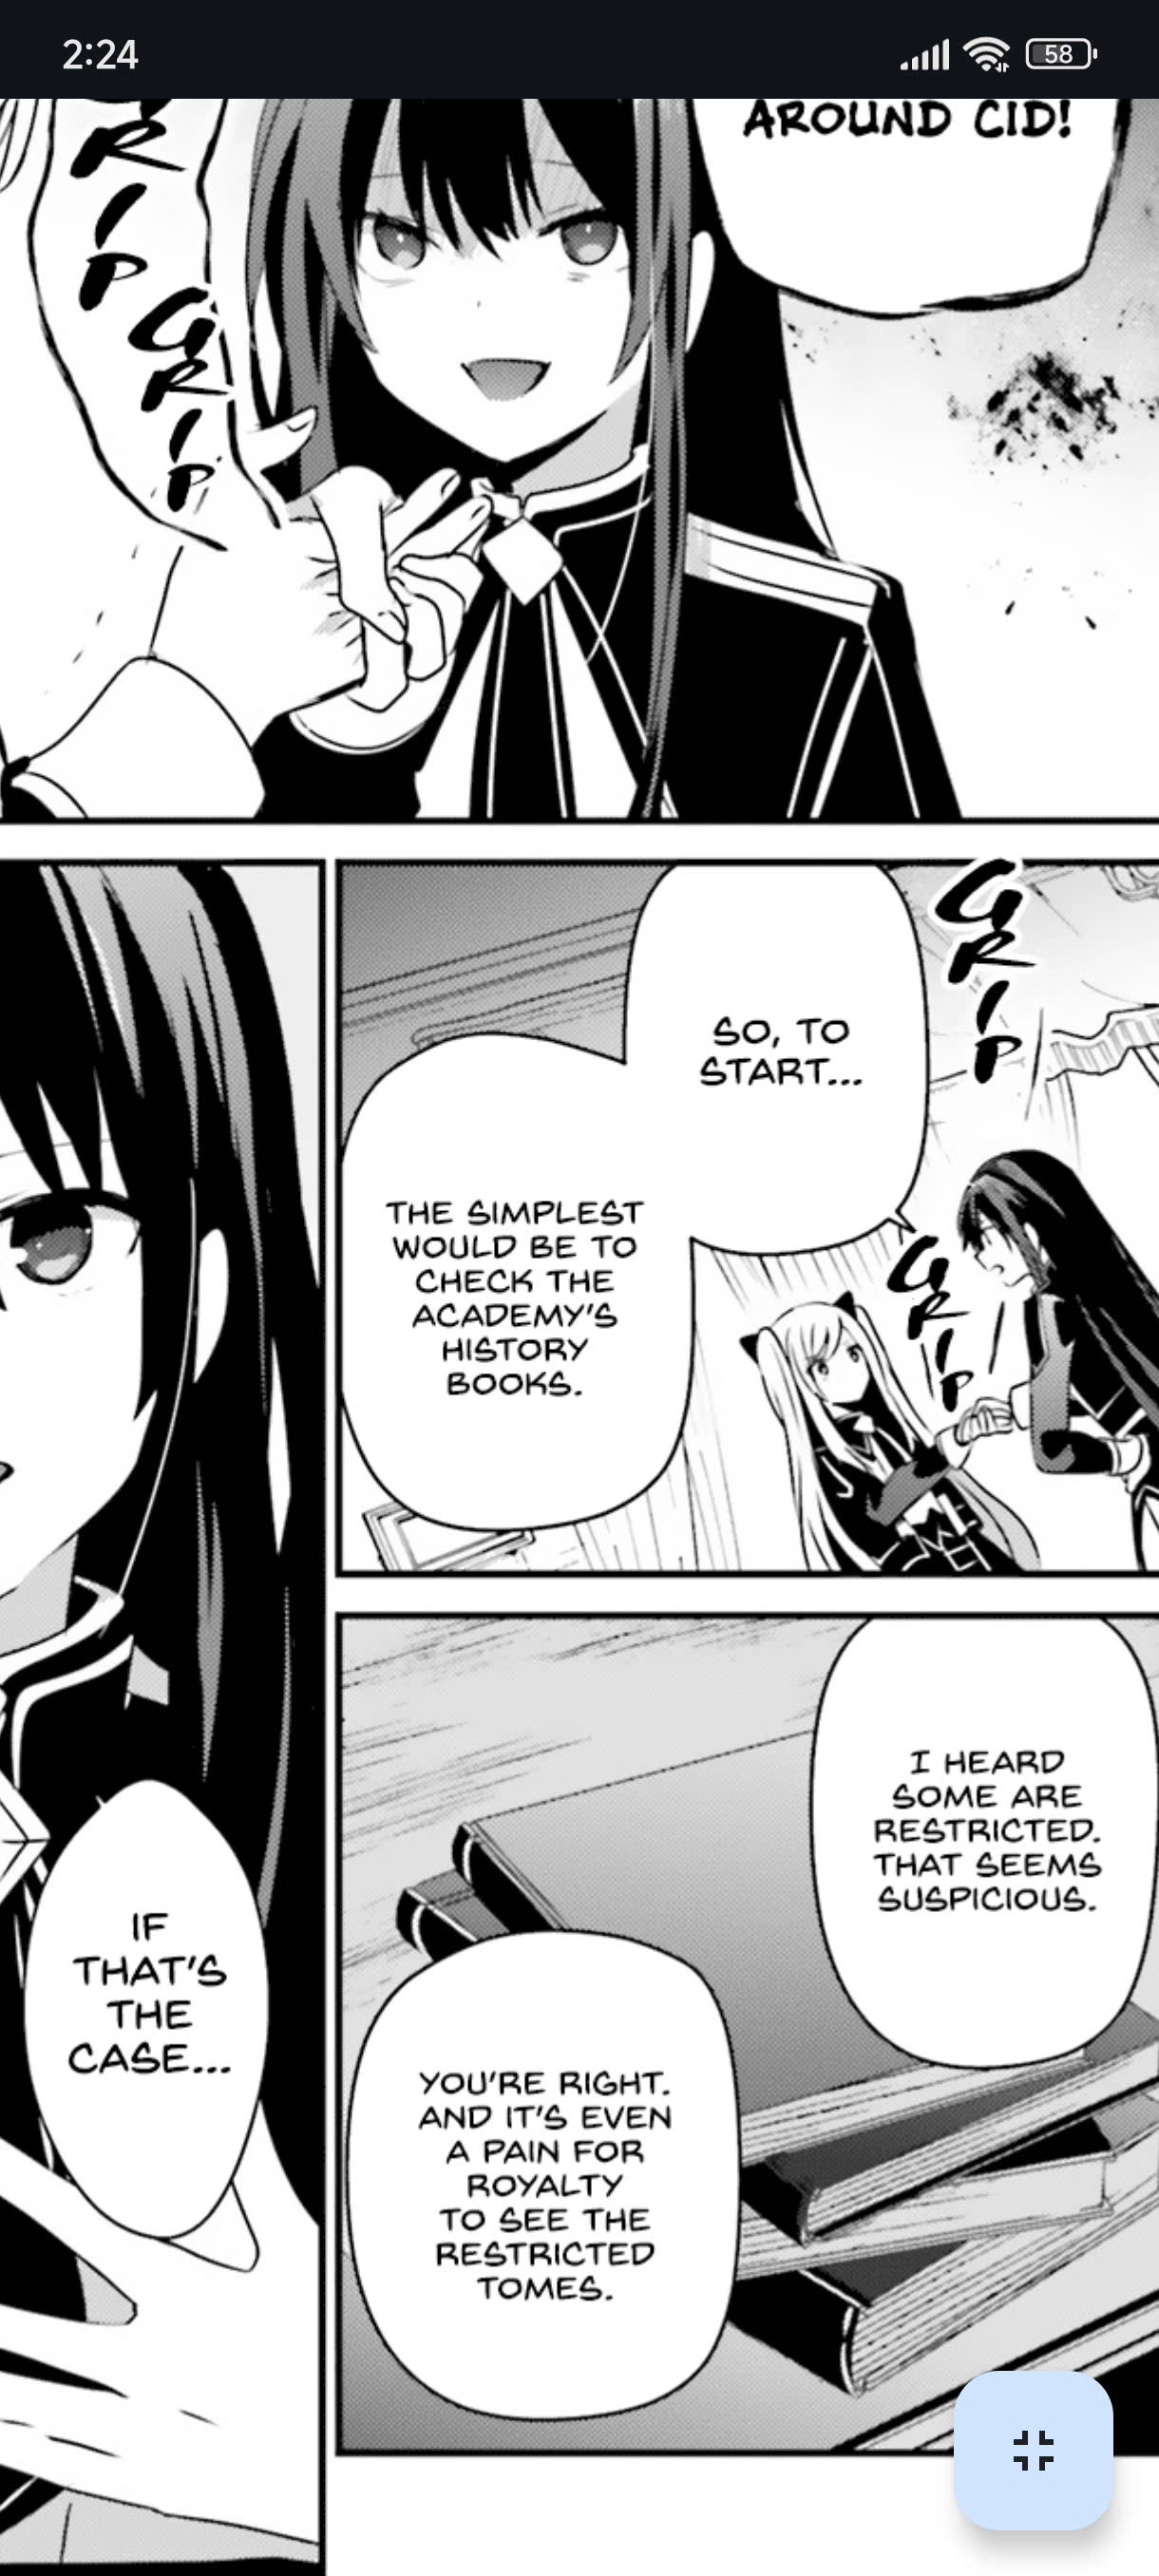 2:24
58
AROUND CID!
RIP
GRIP
GRIP
SO, TO
START...
THE SIMPLEST
WOULD BE TO
CHECK THE
ACADEMY'S
HISTORY
BOOKS.
GRIP
I HEARD
SOME ARE
RESTRICTED.
THAT SEEMS
SUSPICIOUS.
YOU'RE RIGHT.
AND IT'S EVEN
A PAIN FOR
ROYALTY
TO SEE THE
RESTRICTED
TOMES.
IF
THAT'S
THE
CASE...